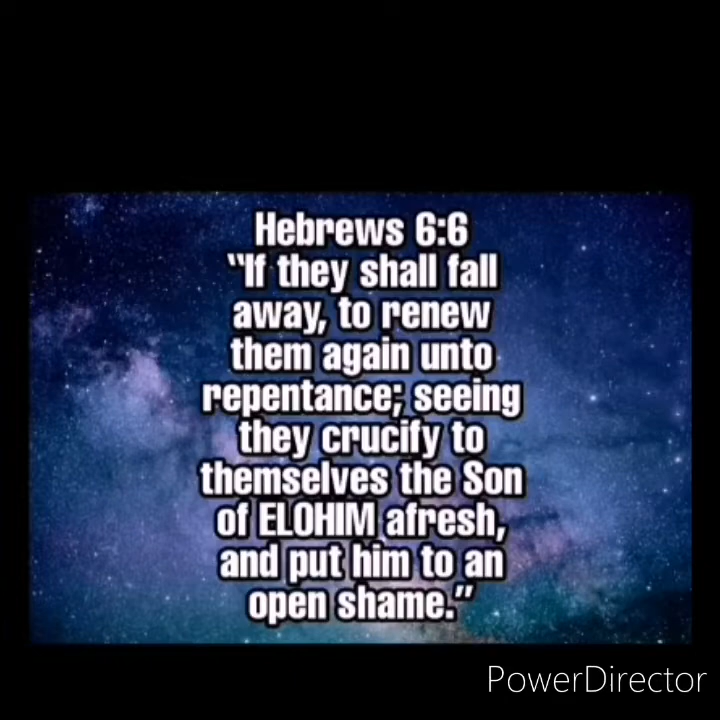 Hebrews 6:6
“If they shall fall
away, to renew
them again unto
repentance; seeing
they crucify to
themselves the Son
of ELOHIM afresh,
and put him to an
open shame.”
PowerDirector